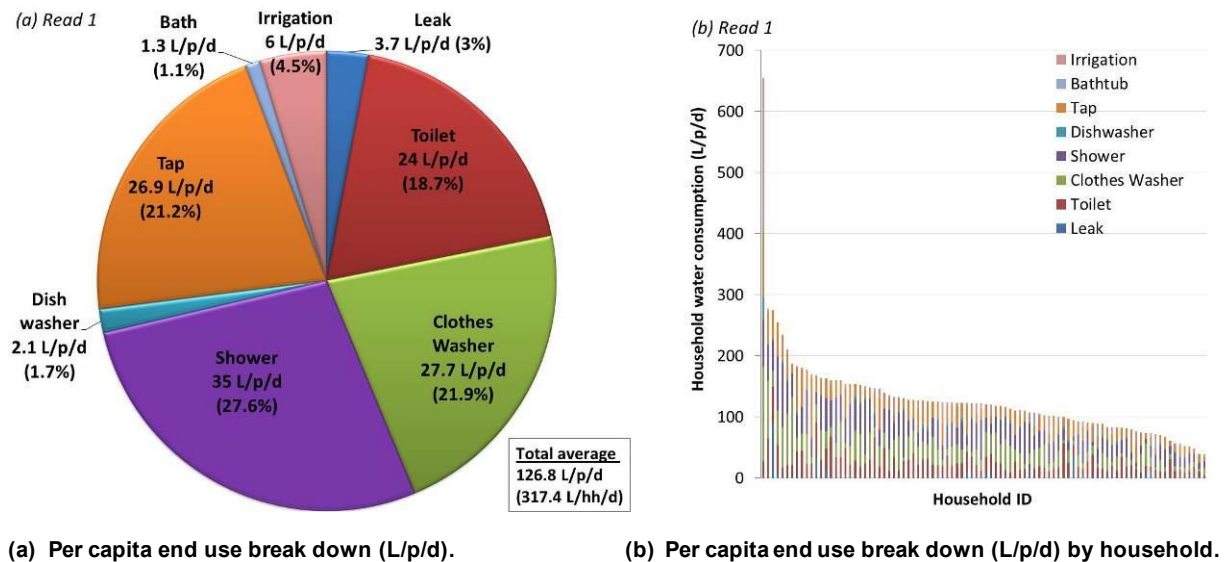 (a) Read 1
Bath
1.3 L/p/d
(1.1%)
Irrigation
6 L/p/d
(4.5%)
Leak
3.7 L/p/d (3%)
Toilet
24 L/p/d
(18.7%)
Tap
26.9 L/p/d
(21.2%)
Dish
washer
2.1 L/p/d
(1.7%)
Shower
35 L/p/d
(27.6%)
Clothes
Washer
27.7 L/p/d
(21.9%)
Total average
126.8 L/p/d
(317.4 L/hh/d)
(b) Read 1
Household water consumption (L/p/d)
700
600
500
400
300
200
100
0
Irrigation
Bathtub
Tap
Dishwasher
Shower
Clothes Washer
Toilet
Leak
Household ID
(a) Per capita end use break down (L/p/d).
(b) Per capita end use break down (L/p/d) by household.